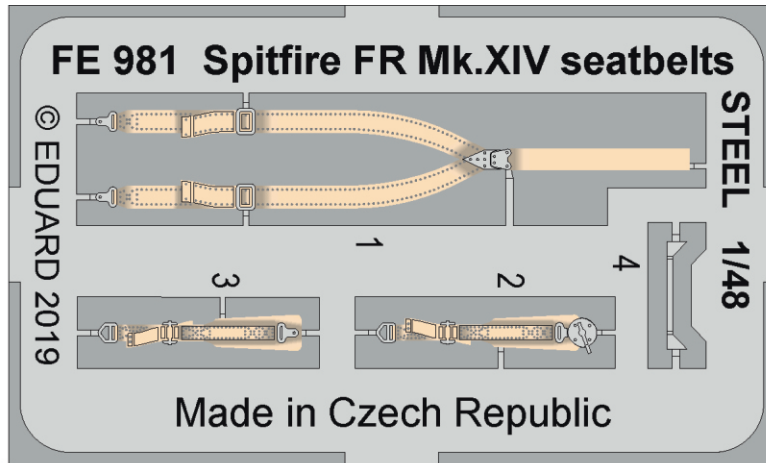 FE 981 Spitfire FR Mk.XIV seatbelts
© EDUARD 2019
STEEL 1/48
1
2
3
4
Made in Czech Republic